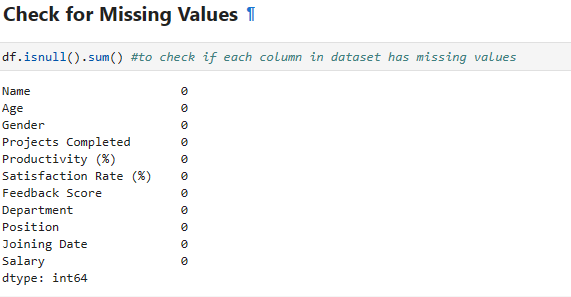 Check for Missing Values ¶
df.isnull().sum() #to check if each column in dataset has missing values
Name 0
Age 0
Gender 0
Projects Completed 0
Productivity (%) 0
Satisfaction Rate (%) 0
Feedback Score 0
Department 0
Position 0
Joining Date 0
Salary 0
dtype: int64